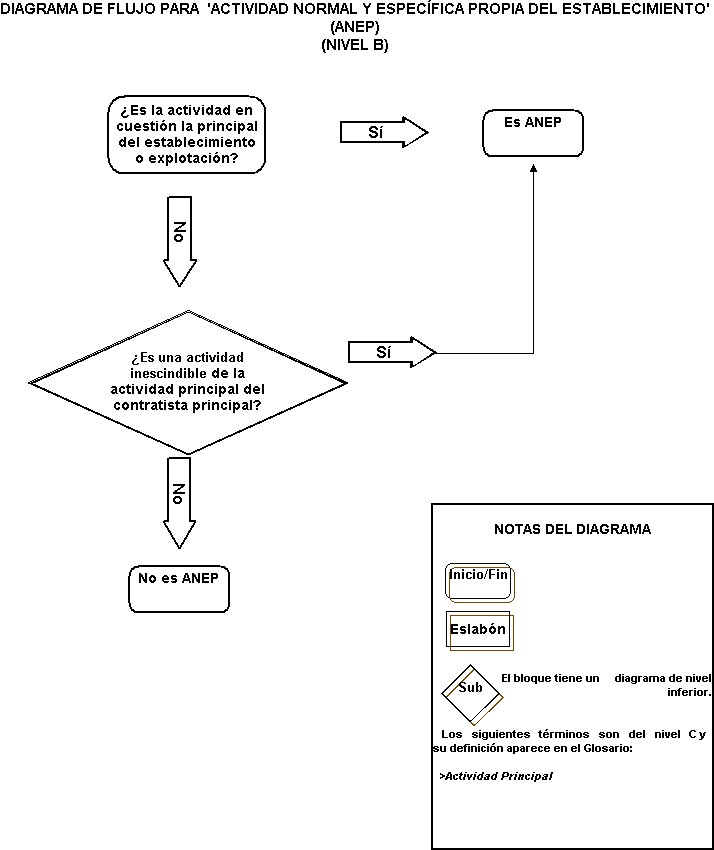 DIAGRAMA DE FLUJO PARA 'ACTIVIDAD NORMAL Y ESPECÍFICA PROPIA DEL ESTABLECIMIENTO'
(ANEP)
(NIVEL B)
¿Es la actividad en
cuestión la principal
del establecimiento
o explotación?
Sí
Es ANEP
No
¿Es una actividad
inescindible de la
actividad principal del
contratista principal?
Sí
No
No es ANEP
NOTAS DEL DIAGRAMA
Inicio/Fin
Eslabón
Sub
El bloque tiene un diagrama de nivel
inferior.
Los siguientes términos son del nivel C y
su definición aparece en el Glosario:
>Actividad Principal